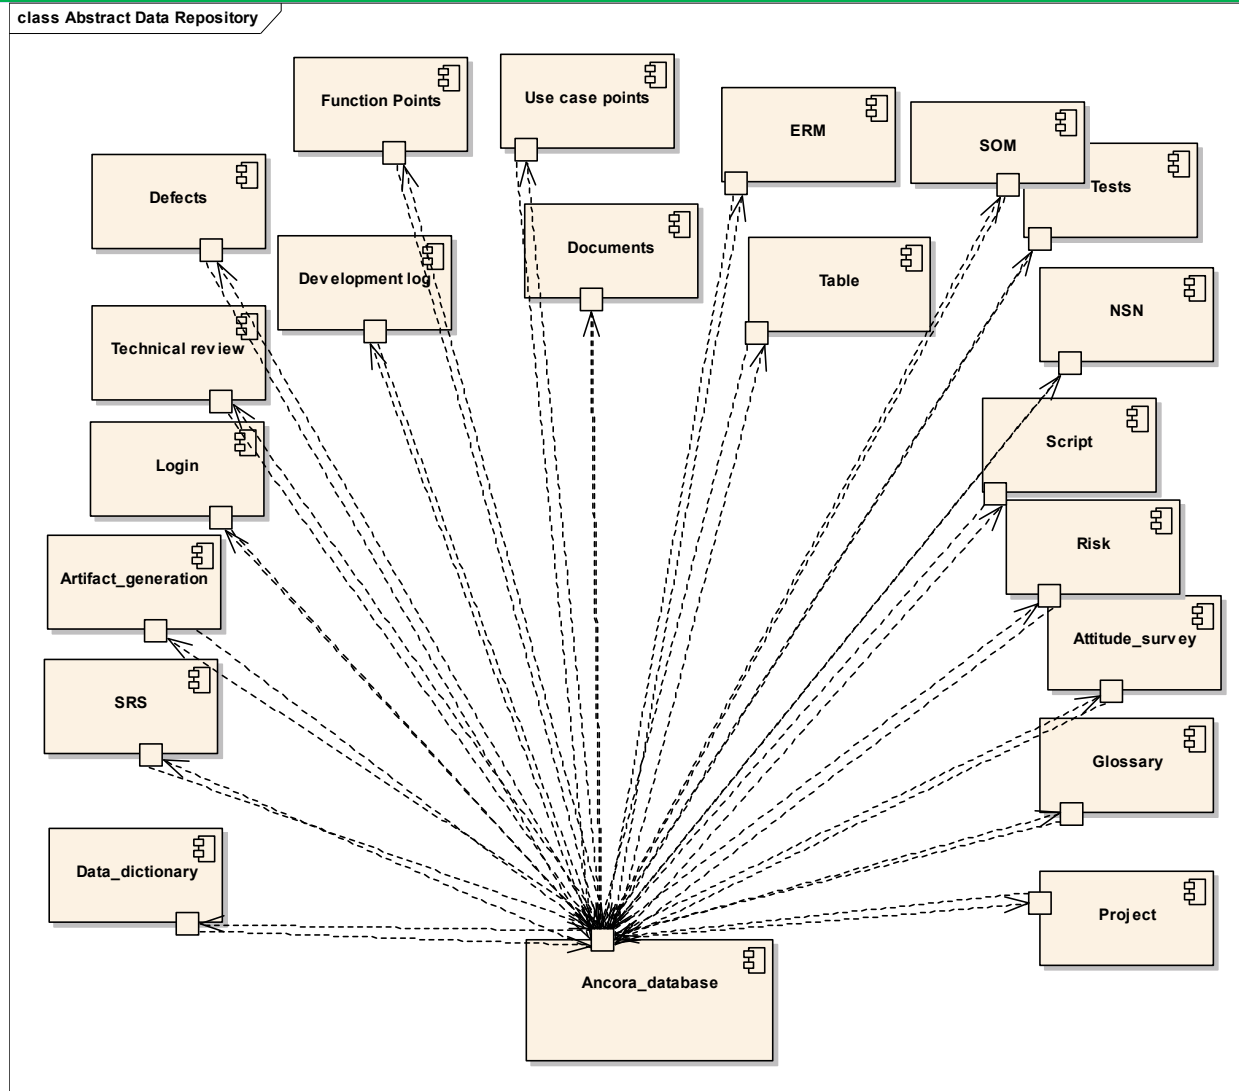 class Abstract Data Repository
Function Points
Use case points
ERM
SOM
Tests
Defects
Documents
Development log
Table
NSN
Technical review
Script
Login
Risk
Artifact_generation
Attitude_survey
SRS
Glossary
Data_dictionary
Project
Ancora_database